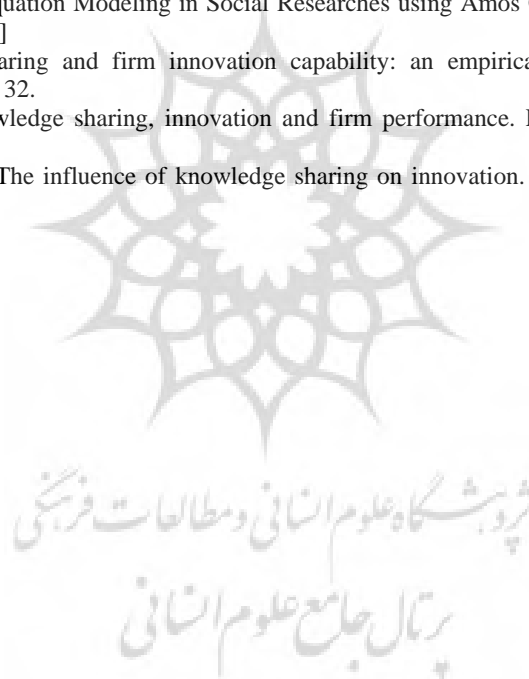 quation Modeling in Social Researches using Amos
]
aring and firm innovation capability: an empirica
32.
wledge sharing, innovation and firm performance.
The influence of knowledge sharing on innovation.
پژوهشگاه علوم انسانی و مطالعات فرهنگی
پرتال جامع علوم انسانی